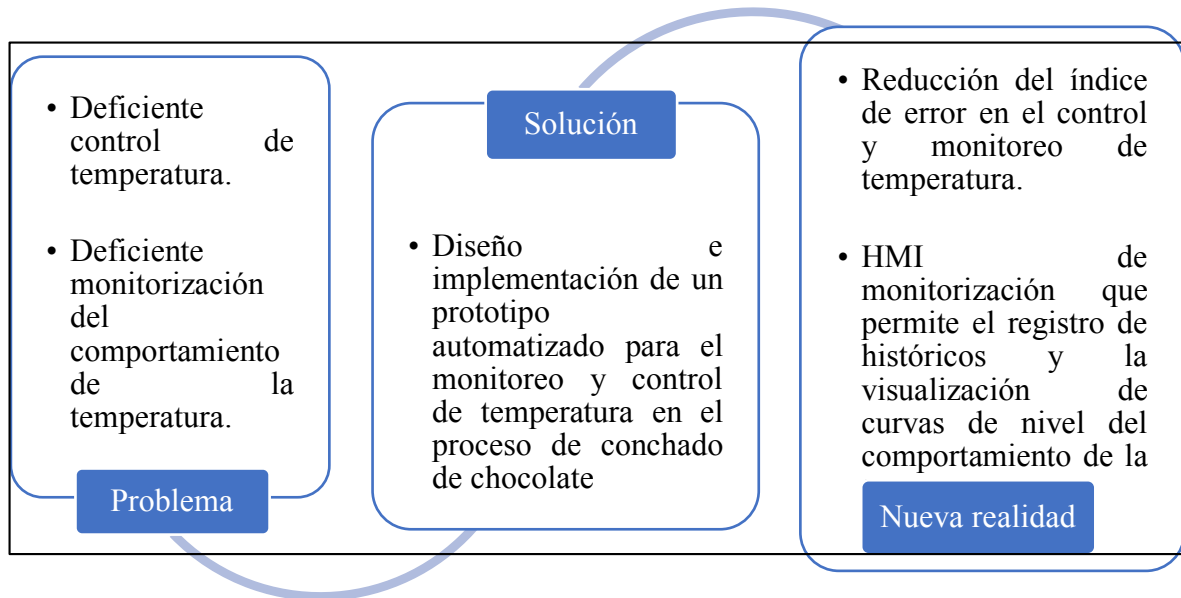 • Deficiente
control de
temperatura.
• Deficiente
monitorización
del
comportamiento
de la
temperatura.
Problema
Solución
• Diseño e
implementación de un
prototipo
automatizado para el
monitoreo y control
de temperatura en el
proceso de conchado
de chocolate
• Reducción del índice
de error en el control
y monitoreo de
temperatura.
• HMI de
monitorización que
permite el registro de
históricos y la
visualización de
curvas de nivel del
comportamiento de la
Nueva realidad